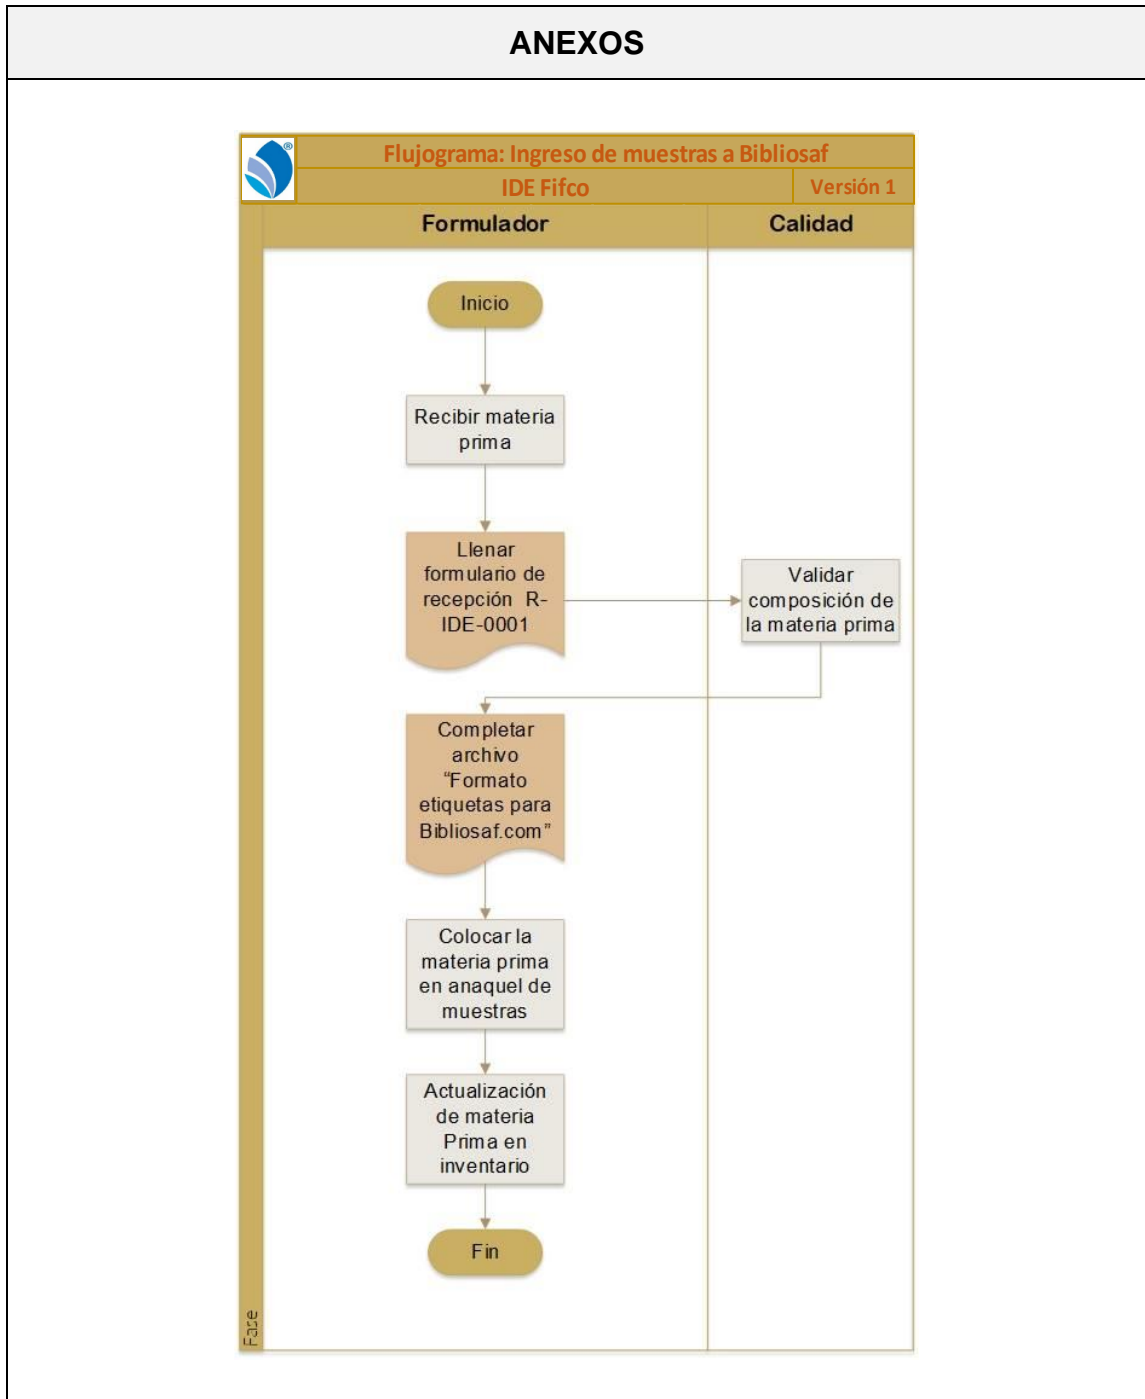 ANEXOS
Flujograma: Ingreso de muestras a Bibliosaf
IDE Fifco
Versión 1
Formulador
Calidad
Inicio
Recibir materia
prima
Llenar
formulario de
recepción R-
IDE-0001
Validar
composición de
la materia prima
Completar
archivo
“Formato
etiquetas para
Bibliosaf.com”
Colocar la
materia prima
en anaquel de
muestras
Actualización
de materia
Prima en
inventario
Fin
Fase